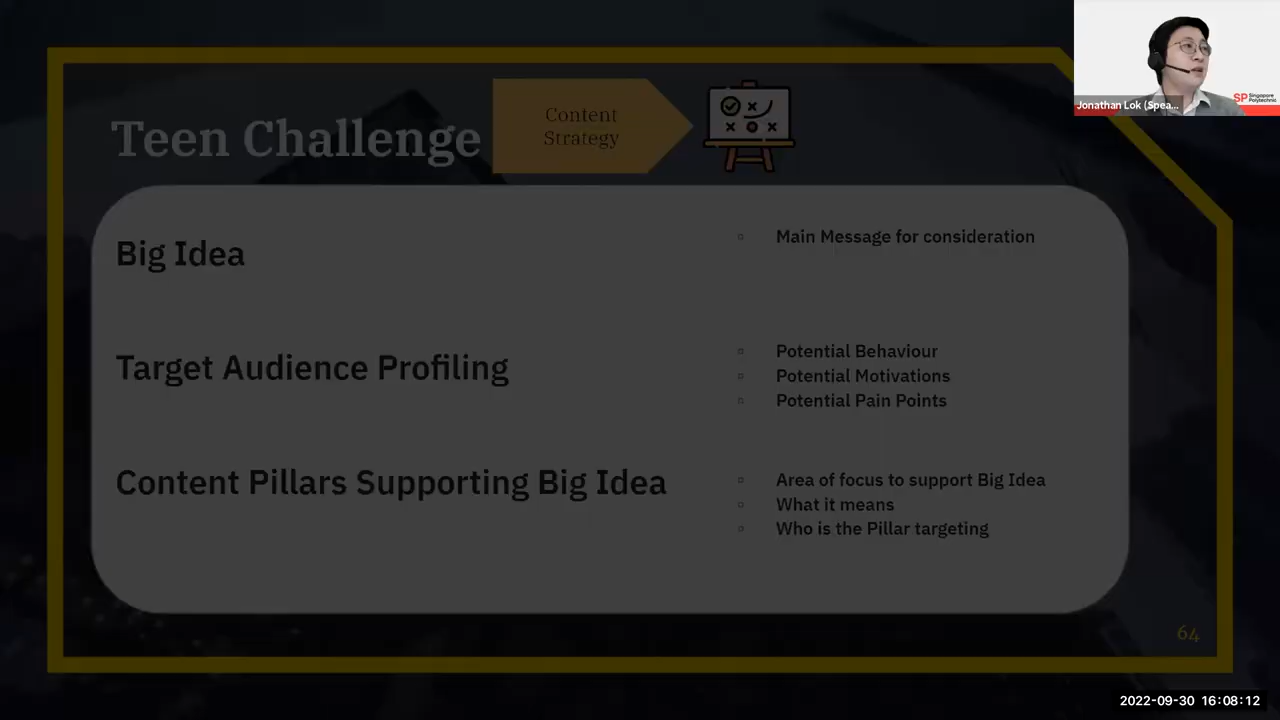 Teen Challenge
Content
Strategy
Big Idea
Main Message for consideration
Target Audience Profiling
Potential Behaviour
Potential Motivations
Potential Pain Points
Content Pillars Supporting Big Idea
Area of focus to support Big Idea
What it means
Who is the Pillar targeting
64
Jonathan Lok (Spea...
SP Singapore
Polytechnic
2022-09-30 16:08:12